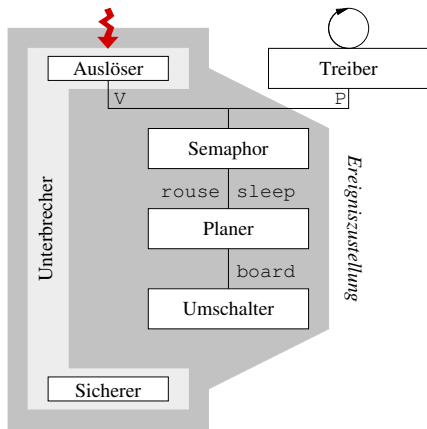 Auslöser
Treiber
V
P
Semaphor
rouse
sleep
Planer
board
Umschalter
Sicherer
Unterbrecher
Ereigniszustellung